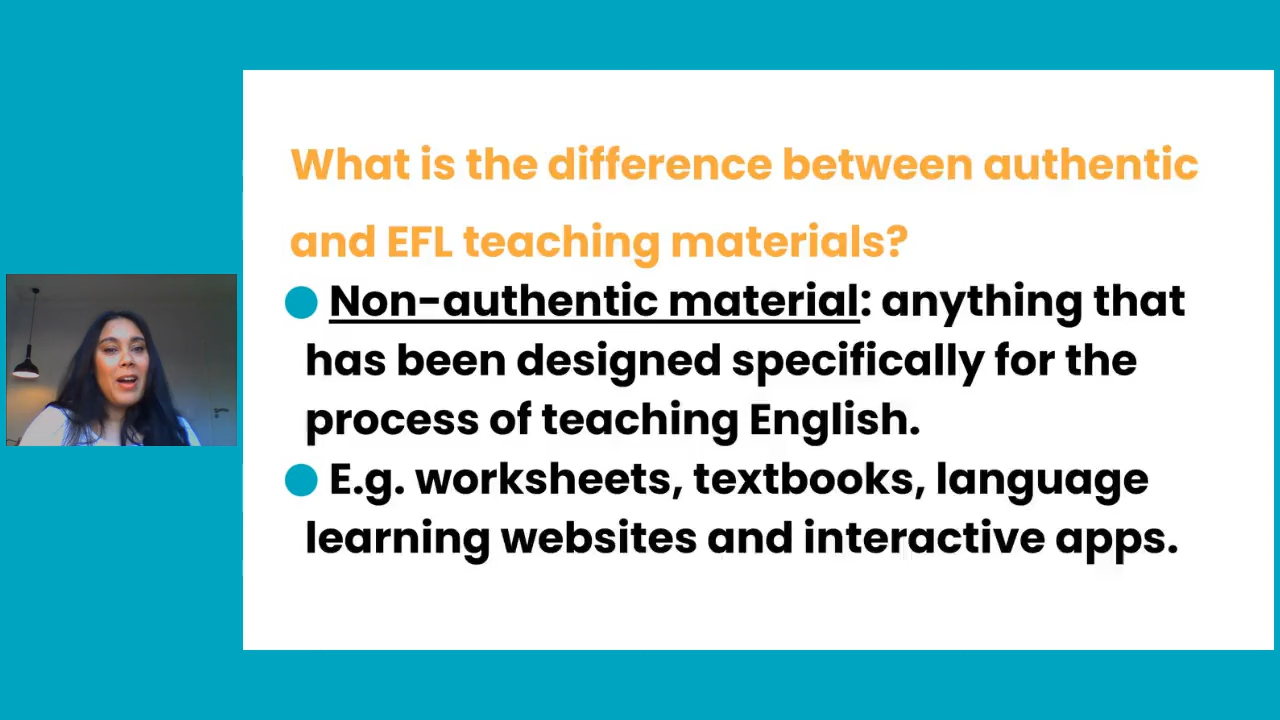 What is the difference between authentic
and EFL teaching materials?
Non-authentic material: anything that
has been designed specifically for the
process of teaching English.
E.g. worksheets, textbooks, language
learning websites and interactive apps.